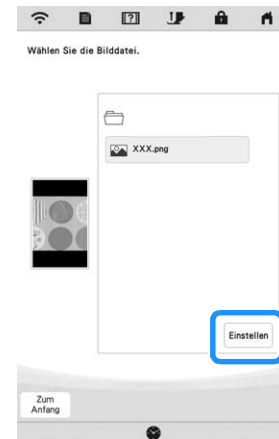 Wählen Sie die Bilddatei.
XXX.png
Einstellen
Zum
Anfang